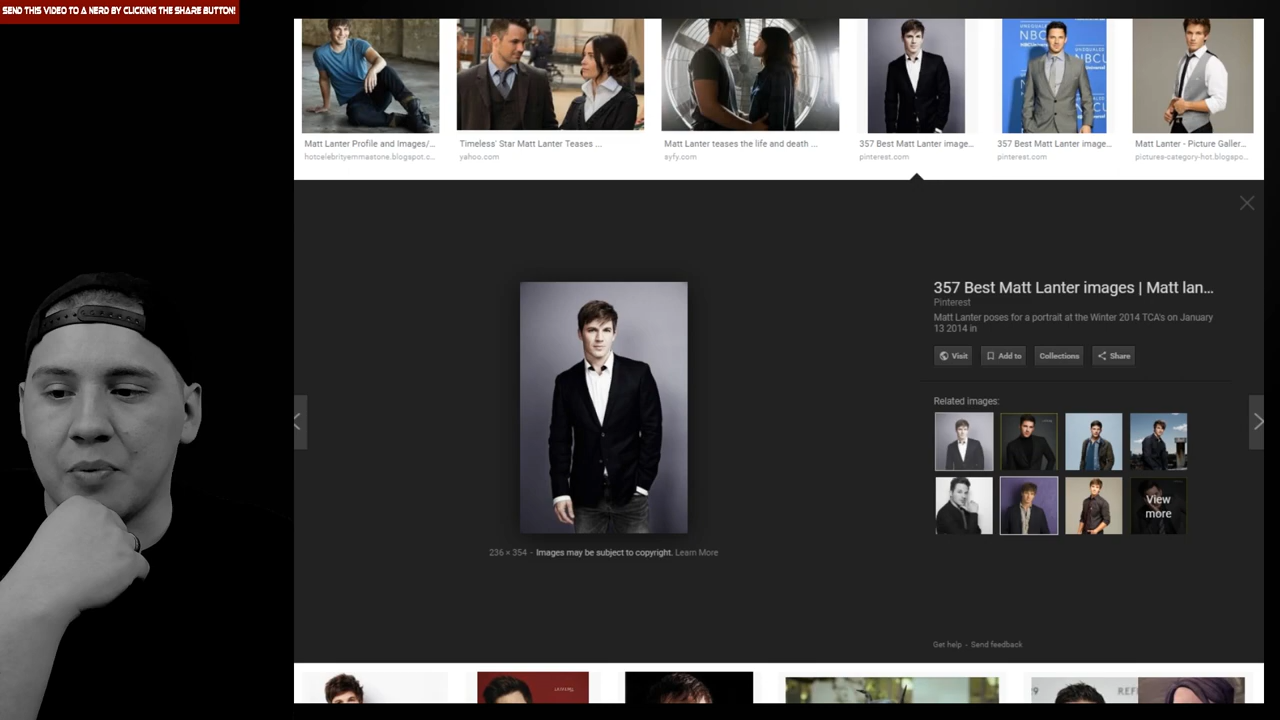 SEND THIS VIDEO TO A NERD BY CLICKING THE SHARE BUTTON!
Matt Lanter Profile and Images/...
hotcelebrityemmastone.blogspot.c...
Timeless' Star Matt Lanter Teases ...
yahoo.com
Matt Lanter teases the life and death ...
syfy.com
357 Best Matt Lanter image...
pinterest.com
357 Best Matt Lanter image...
pinterest.com
Matt Lanter - Picture Galler...
pictures-category-hot.blogspo...
357 Best Matt Lanter images | Matt lan...
Pinterest
Matt Lanter poses for a portrait at the Winter 2014 TCA's on January
13 2014 in
Visit
Add to
Collections
Share
Related images:
View
more
236 × 354 - Images may be subject to copyright. Learn More
Get help - Send feedback